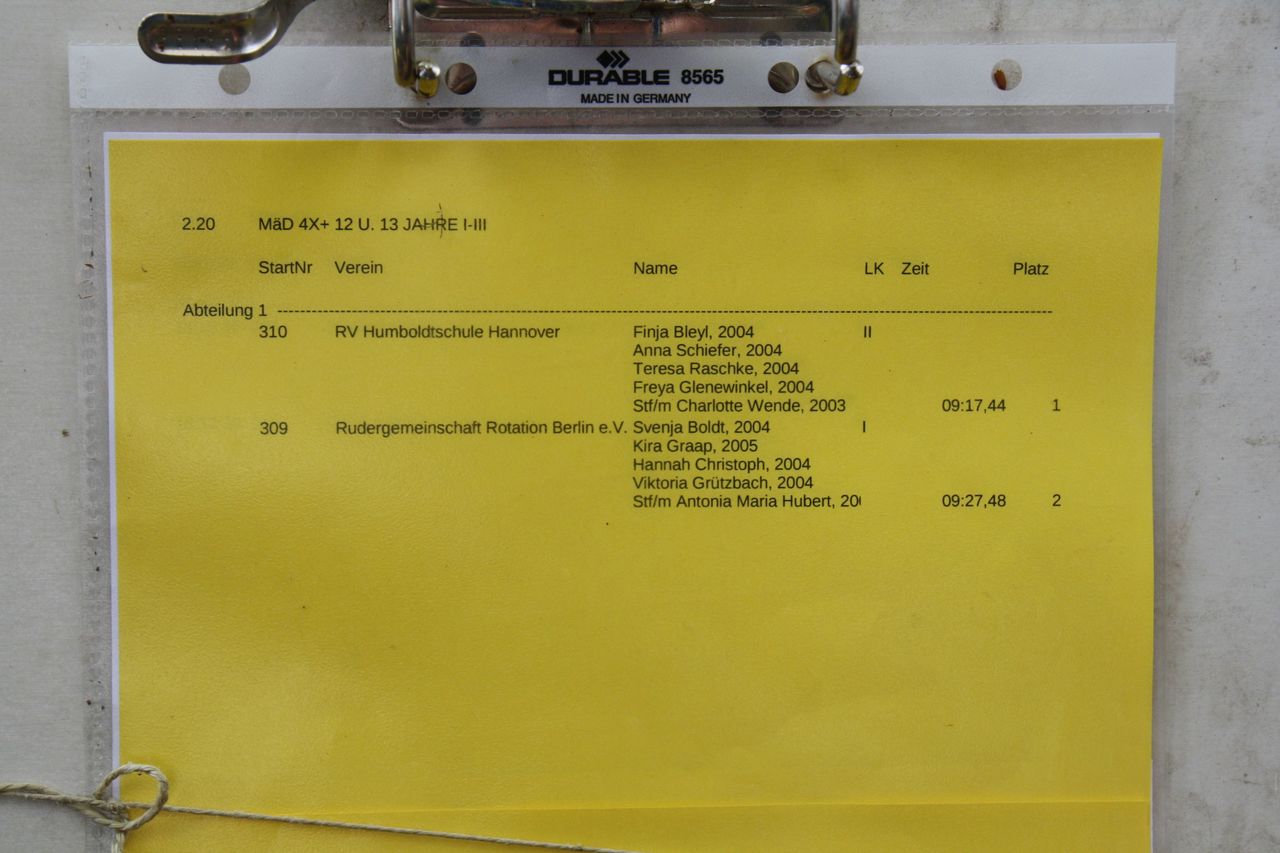 DURABLE 8565
MADE IN GERMANY
2.20 MäD 4X+ 12 U. 13 JAHRE I-III
StartNr Verein Name LK Zeit Platz
Abteilung 1 ----------------------------------------------------------------
310 RV Humboldtschule Hannover Finja Bleyl, 2004 II
Anna Schiefer, 2004
Teresa Raschke, 2004
Freya Glenewinkel, 2004
Stf/m Charlotte Wende, 2003 09:17,44 1
309 Rudergemeinschaft Rotation Berlin e.V. Svenja Boldt, 2004 I
Kira Graap, 2005
Hannah Christoph, 2004
Viktoria Grützbach, 2004
Stf/m Antonia Maria Hubert, 09:27,48 2